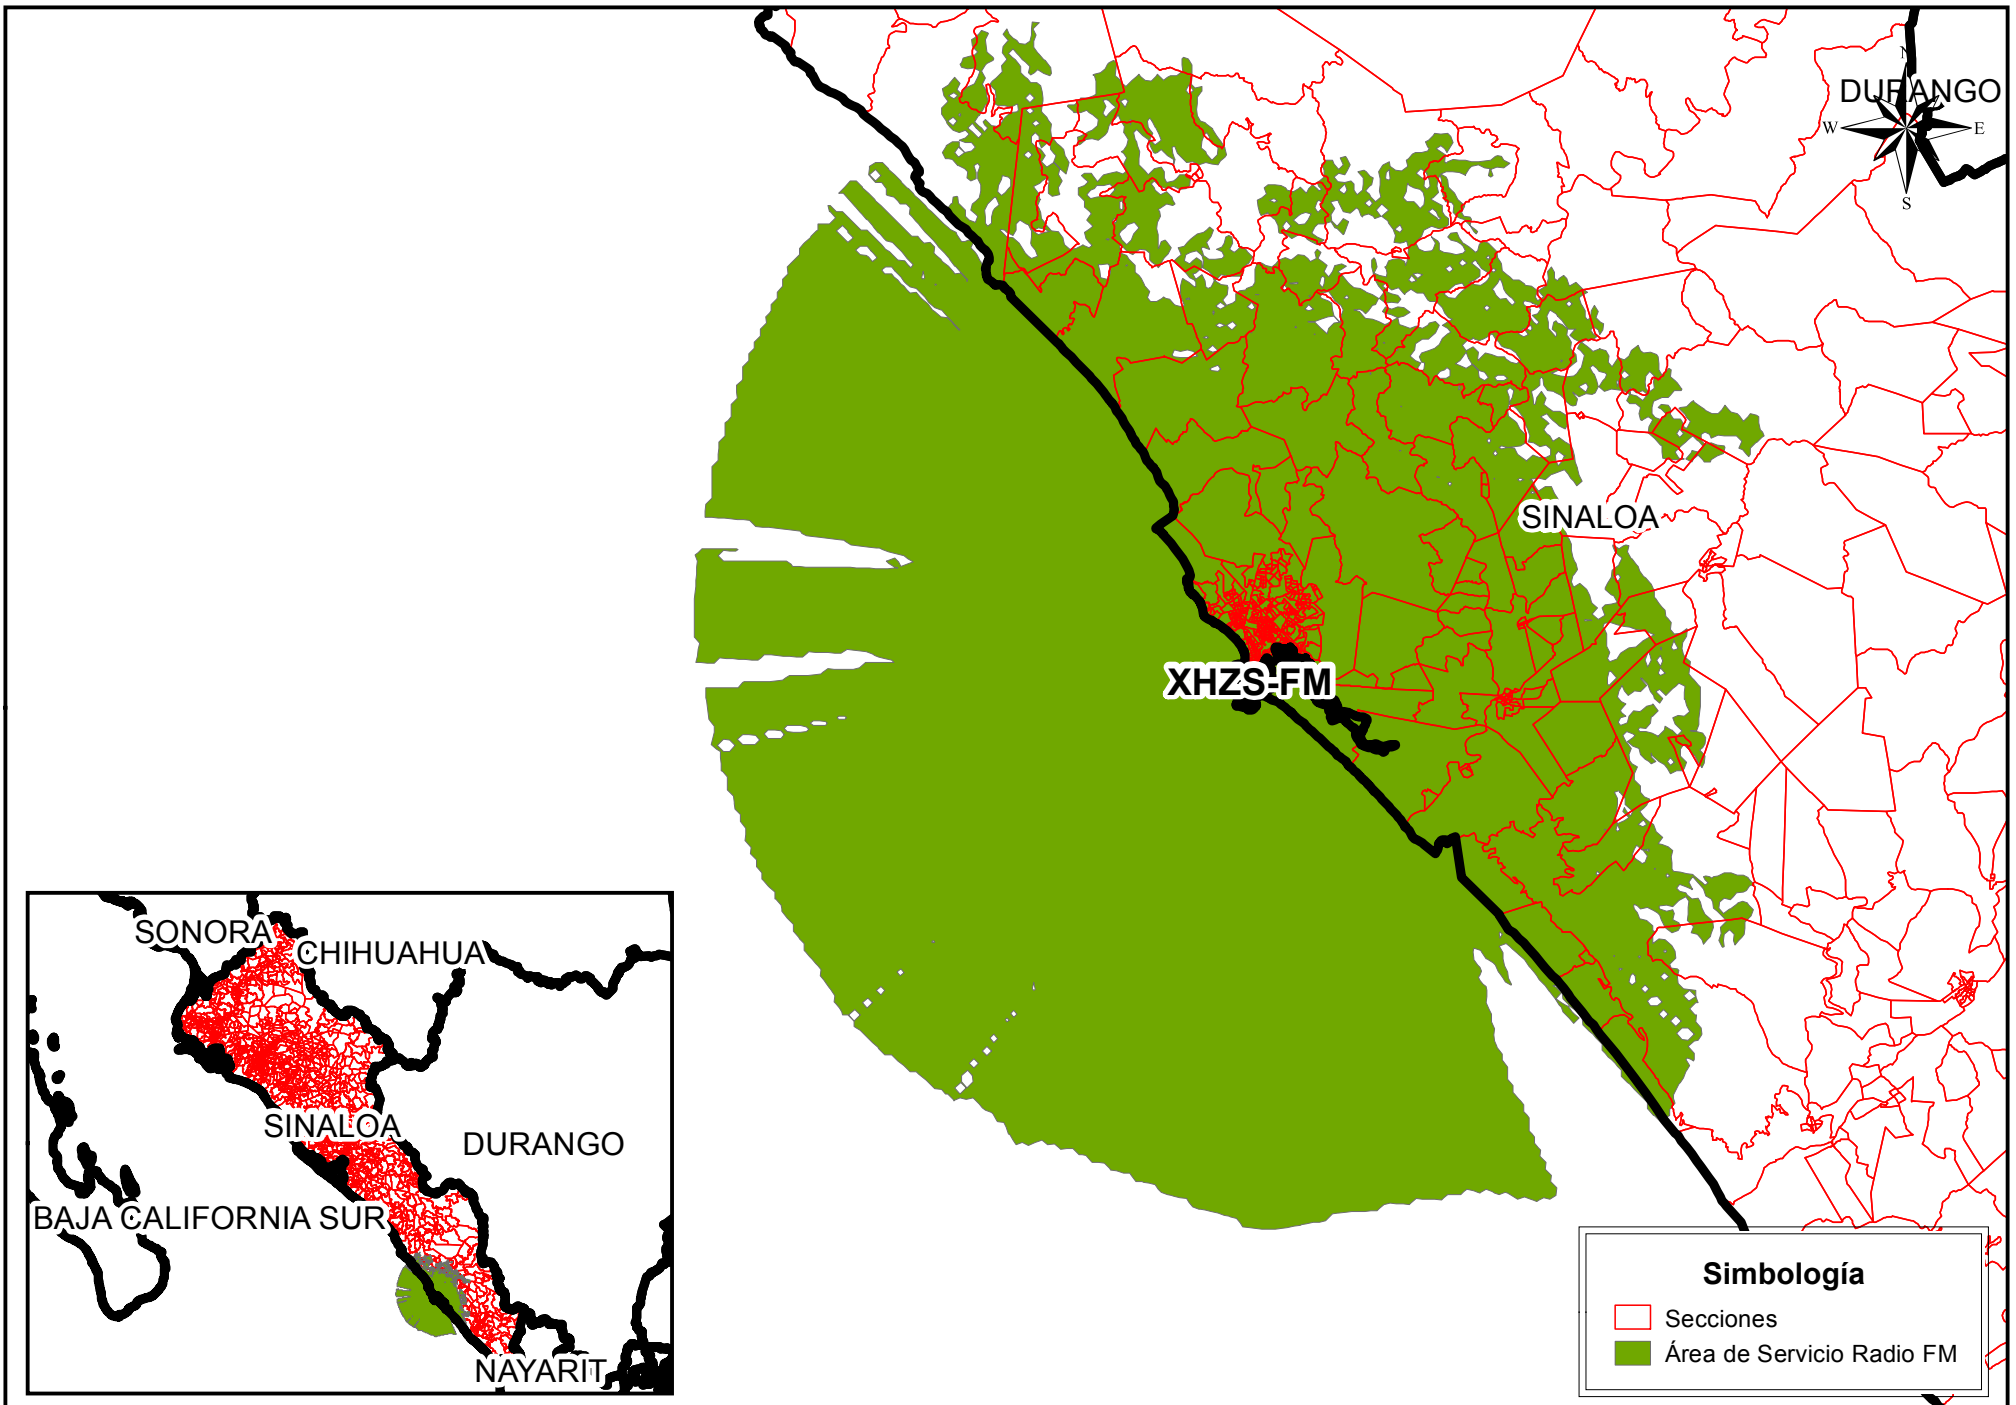 N
DURANGO
W
E
S
SINALOA
XHZS-FM
SONORA
CHIHUAHUA
SINALOA
DURANGO
BAJA CALIFORNIA SUR
NAYARIT
Simbología
Secciones
Área de Servicio Radio FM